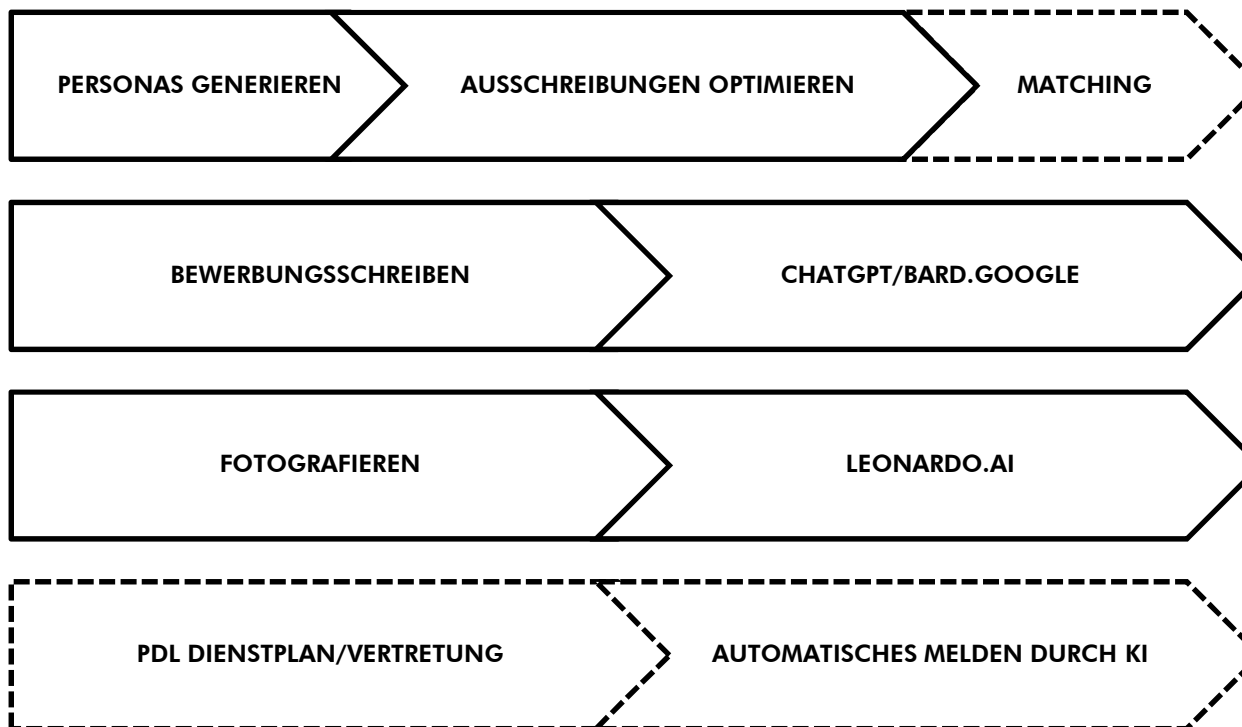 PERSONAS GENERIEREN
AUSSCHREIBUNGEN OPTIMIEREN
MATCHING
BEWERBUNGSSCHREIBEN
CHATGPT/BARD.GOOGLE
FOTOGRAFIEREN
LEONARDO.AI
PDL DIENSTPLAN/VERTRETUNG
AUTOMATISCHES MELDEN DURCH KI